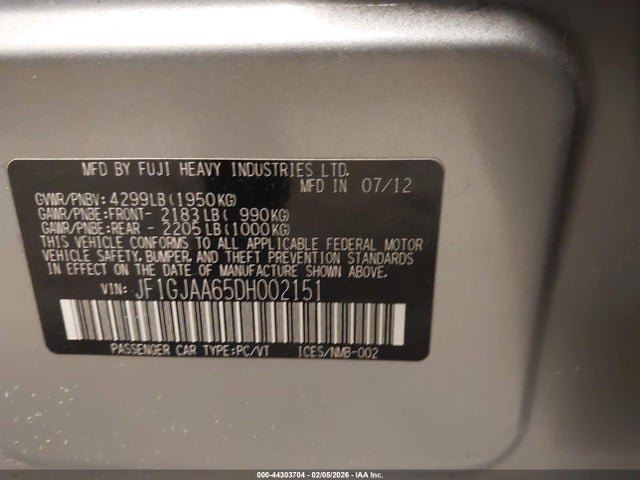 MFD BY FUJI HEAVY INDUSTRIES LTD.
MFD IN 07/12
GVWR/PNBV: 4299LB(1950KG)
GAWR/PNBE:FRONT- 2183LB( 990KG)
GAWR/PNBE:REAR - 2205LB(1000KG)
THIS VEHICLE CONFORMS TO ALL APPLICABLE FEDERAL MOTOR
VEHICLE SAFETY, BUMPER, AND THEFT PREVENTION STANDARDS
IN EFFECT ON THE DATE OF MANUFACTURE SHOWN ABOVE.
VIN: JF1GJAA65DH002151
PASSENGER CAR TYPE:PC/VT ICES/NMB-002
000-44303704 - 02/05/2026 - IAA Inc.